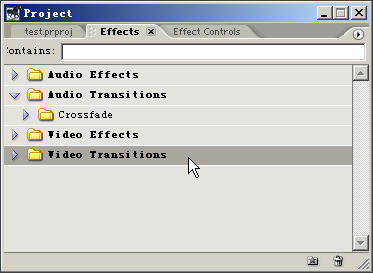 Project
test.prproj Effects Effect Controls
Contains:
Audio Effects
Audio Transitions
Crossfade
Video Effects
Video Transitions